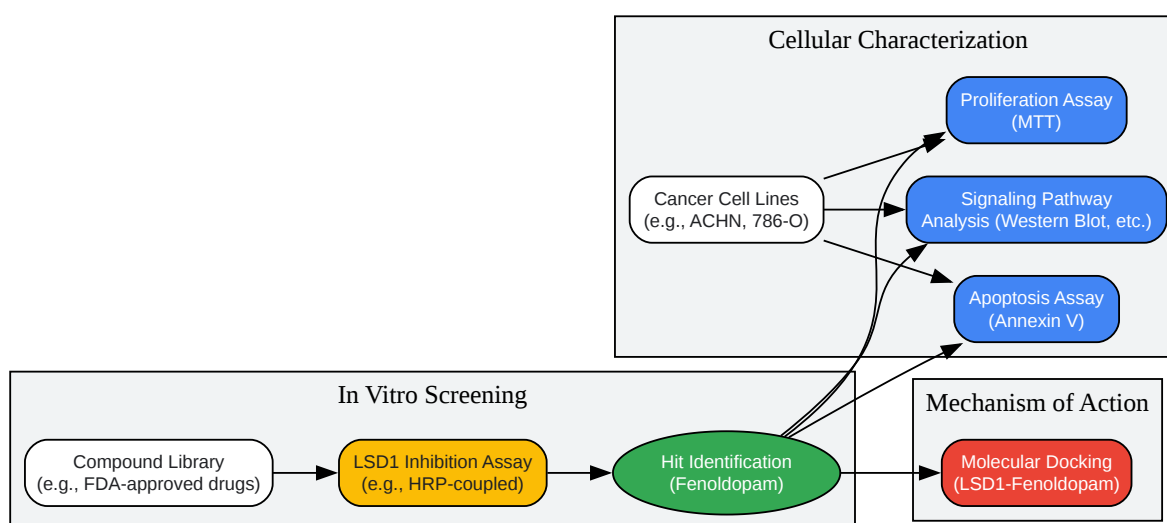 Cellular Characterization
Proliferation Assay
(MTT)
Cancer Cell Lines
(e.g., ACHN, 786-O)
Signaling Pathway
Analysis (Western Blot, etc.)
Apoptosis Assay
(Annexin V)
In Vitro Screening
Compound Library
(e.g., FDA-approved drugs)
LSD1 Inhibition Assay
(e.g., HRP-coupled)
Hit Identification
(Fenoldopam)
Mechanism of Action
Molecular Docking
(LSD1-Fenoldopam)